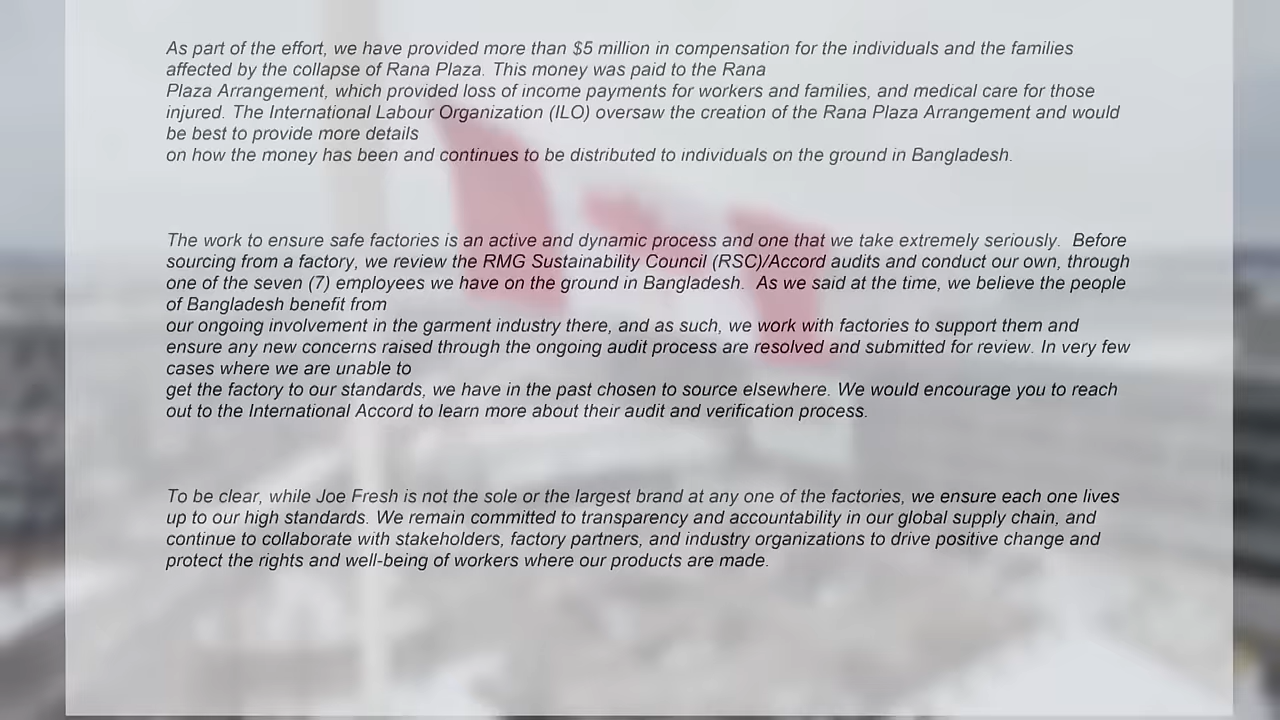 As part of the effort, we have provided more than $5 million in compensation for the individuals and the families
affected by the collapse of Rana Plaza. This money was paid to the Rana
Plaza Arrangement, which provided loss of income payments for workers and families, and medical care for those
injured. The International Labour Organization (ILO) oversaw the creation of the Rana Plaza Arrangement and would
be best to provide more details
on how the money has been and continues to be distributed to individuals on the ground in Bangladesh.
The work to ensure safe factories is an active and dynamic process and one that we take extremely seriously. Before
sourcing from a factory, we review the RMG Sustainability Council (RSC)/Accord audits and conduct our own, through
one of the seven (7) employees we have on the ground in Bangladesh. As we said at the time, we believe the people
of Bangladesh benefit from
our ongoing involvement in the garment industry there, and as such, we work with factories to support them and
ensure any new concerns raised through the ongoing audit process are resolved and submitted for review. In very few
cases where we are unable to
get the factory to our standards, we have in the past chosen to source elsewhere. We would encourage you to reach
out to the International Accord to learn more about their audit and verification process.
To be clear, while Joe Fresh is not the sole or the largest brand at any one of the factories, we ensure each one lives
up to our high standards. We remain committed to transparency and accountability in our global supply chain, and
continue to collaborate with stakeholders, factory partners, and industry organizations to drive positive change and
protect the rights and well-being of workers where our products are made.